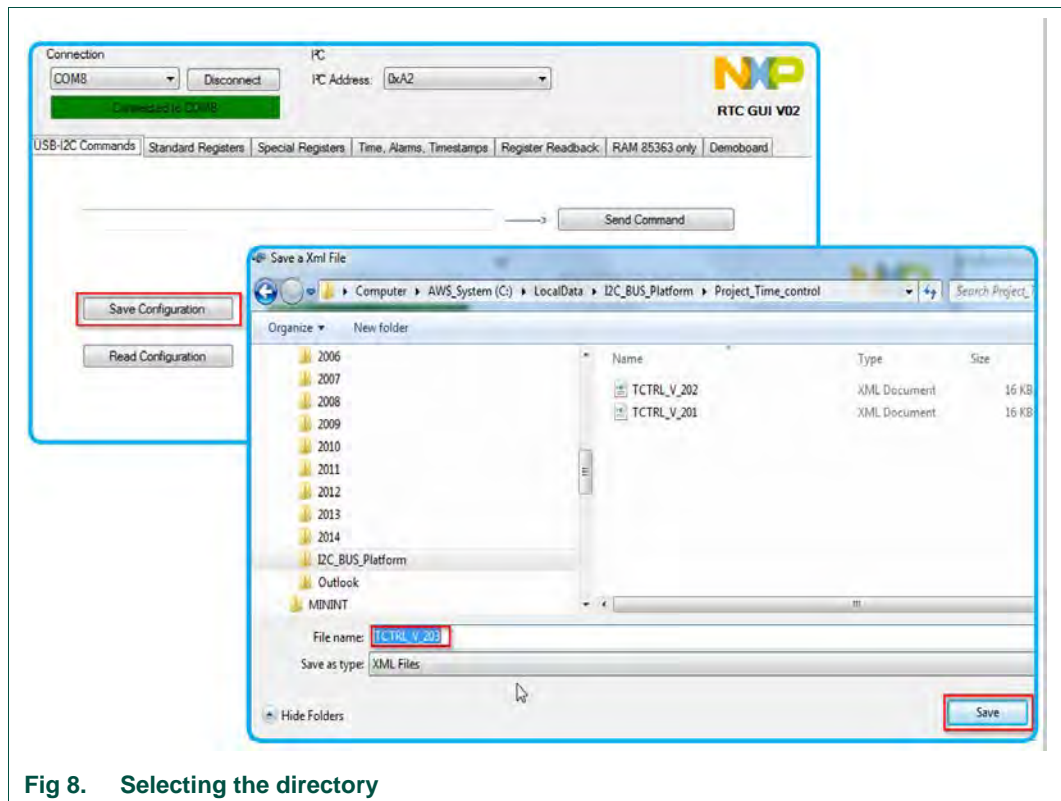 Connection
I²C
COM8
Disconnect
I²C Address:
0xA2
Connected to COM8
NXP
RTC GUI V02
USB-I2C Commands
Standard Registers
Special Registers
Time, Alarms, Timestamps
Register Readback
RAM 85363 only
Demoboard
Send Command
Save Configuration
Read Configuration
Save a Xml File
Computer
AWS_System (C:)
LocalData
I2C_BUS_Platform
Project_Time_control
Search Project_
Organize
New folder
2006
2007
2008
2009
2010
2011
2012
2013
2014
I2C_BUS_Platform
Outlook
MININT
Name
Type
Size
TCTRL_V_202
XML Document
16 KB
TCTRL_V_201
XML Document
16 KB
File name:
TCTRL_V_203
Save as type:
XML Files
Hide Folders
Save
Fig 8. Selecting the directory